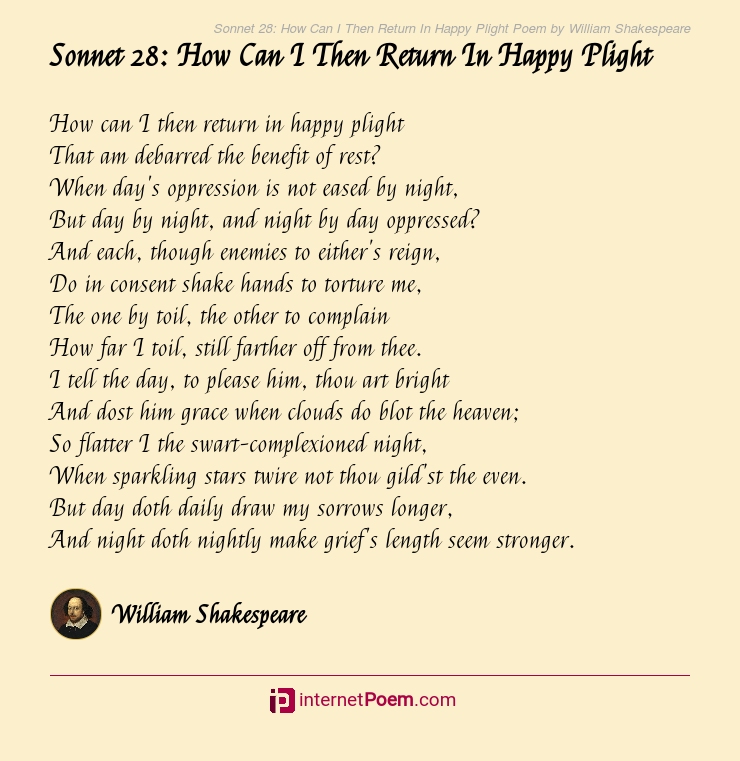 Sonnet 28: How Can I Then Return In Happy Plight Poem by William Shakespeare
Sonnet 28: How Can I Then Return In Happy Plight
How can I then return in happy plight
That am debarred the benefit of rest?
When day's oppression is not eased by night,
But day by night, and night by day oppressed?
And each, though enemies to either's reign,
Do in consent shake hands to torture me,
The one by toil, the other to complain
How far I toil, still farther off from thee.
I tell the day, to please him, thou art bright
And dost him grace when clouds do blot the heaven;
So flatter I the swart-complexioned night,
When sparkling stars twire not thou gild'st the even.
But day doth daily draw my sorrows longer,
And night doth nightly make grief's length seem stronger.
William Shakespeare
internetPoem.com